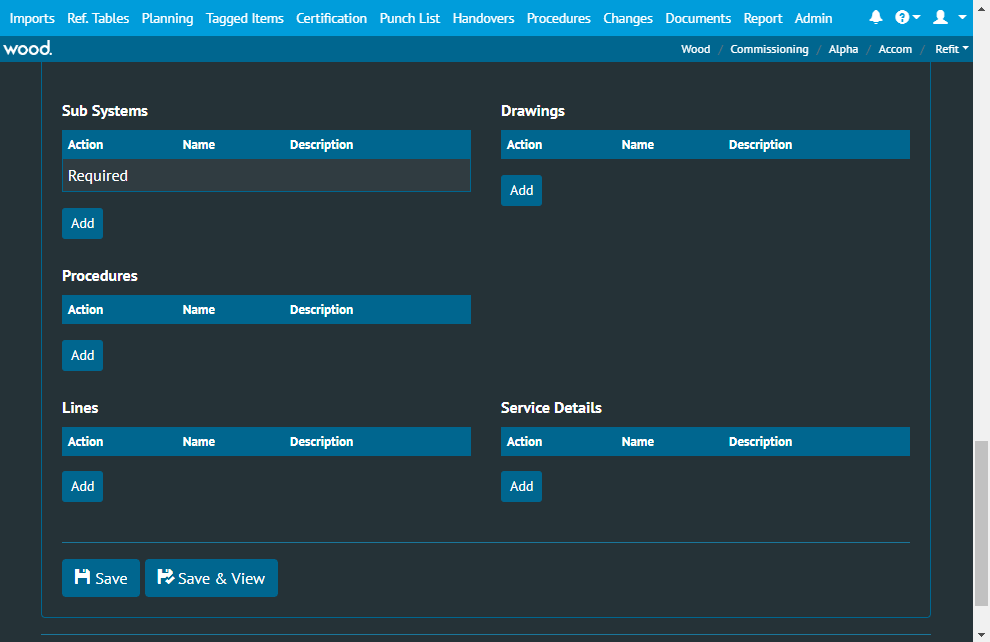 Imports Ref. Tables Planning Tagged Items Certification Punch List Handovers Procedures Changes Documents Report Admin
wood. Wood / Commissioning / Alpha / Accom / Refit
Sub Systems
Action Name Description
Required
Add
Drawings
Action Name Description
Add
Procedures
Action Name Description
Add
Lines
Action Name Description
Add
Service Details
Action Name Description
Add
Save Save & View